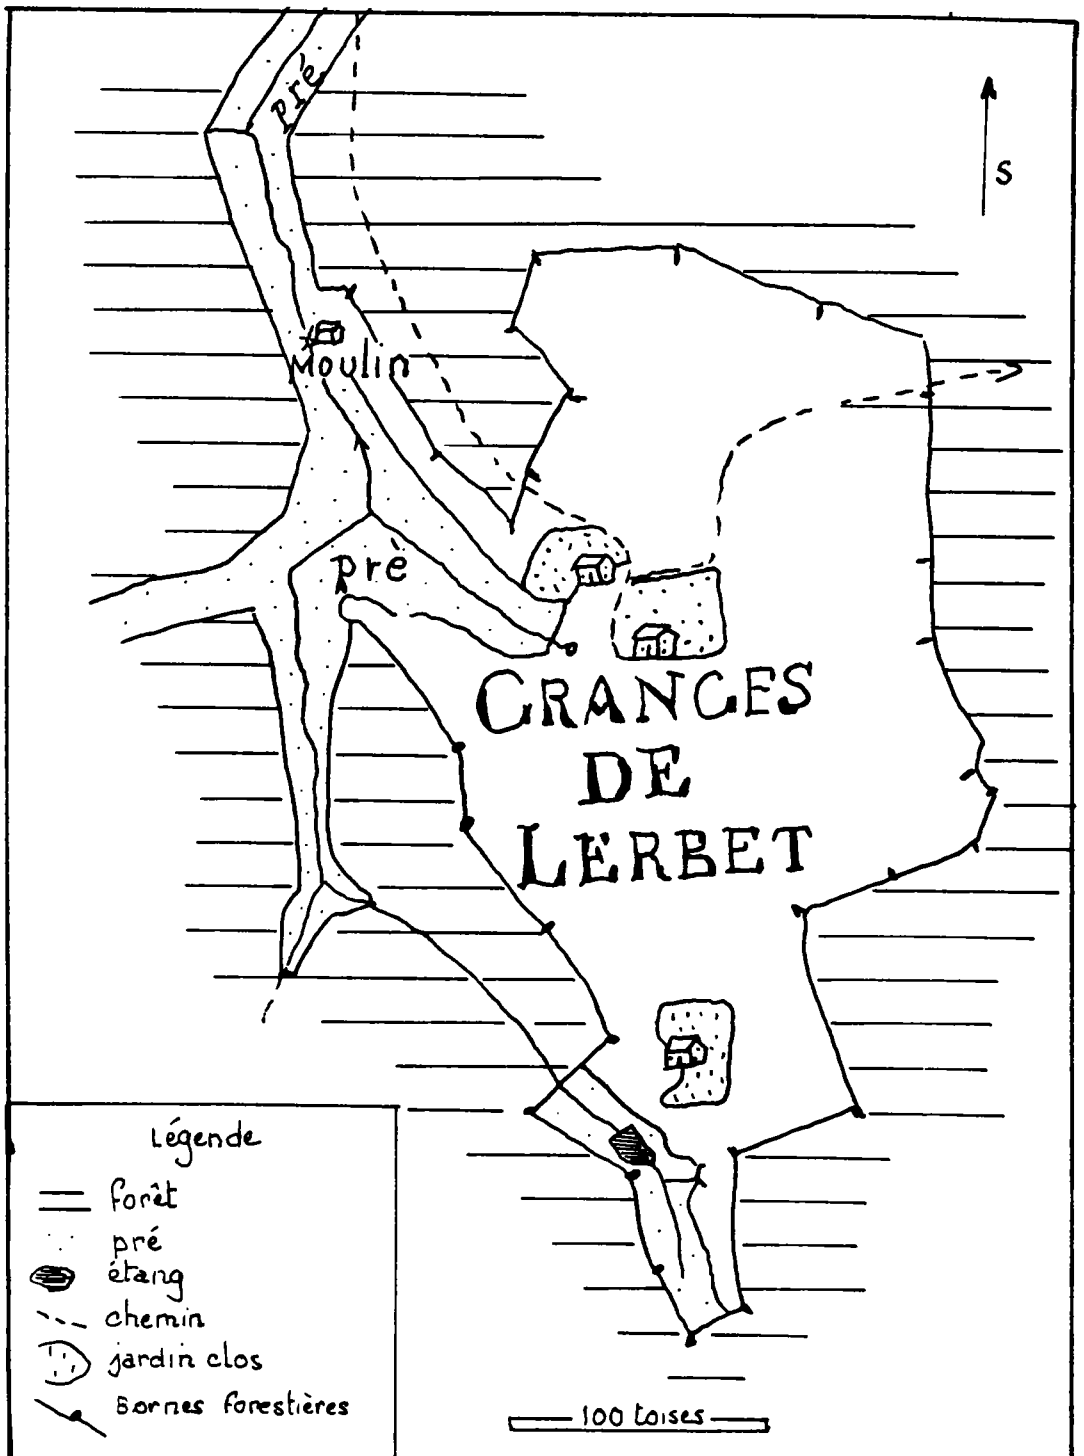 pré
S
Moulin
pré
GRANGES
DE
LERBET
Légende
forêt
pré
étang
chemin
jardin clos
Bornes forestières
100 toises